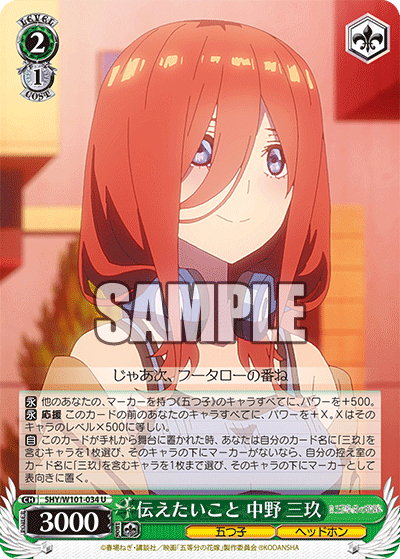 LEVEL
2
1
COST
SAMPLE
じゃあ次、フータローの番ね
永 他のあなたの、マーカーを持つ《五つ子》のキャラすべてに、パワーを+500。
永 応援 このカードの前のあなたのキャラすべてに、パワーを+X。Xはそのキャラのレベル×500に等しい。
自 このカードが手札から舞台に置かれた時、あなたは自分のカード名に「三玖」を含むキャラを1枚選び、そのキャラの下にマーカーがないなら、自分の控え室のカード名に「三玖」を含むキャラを1枚まで選び、そのキャラの下にマーカーとして表向きに置く。
CH 5HY/W101-034 U
3000
伝えたいこと 中野 三玖
五つ子
ヘッドホン
©春場ねぎ・講談社/映画「五等分の花嫁」製作委員会 ©KODANSHA